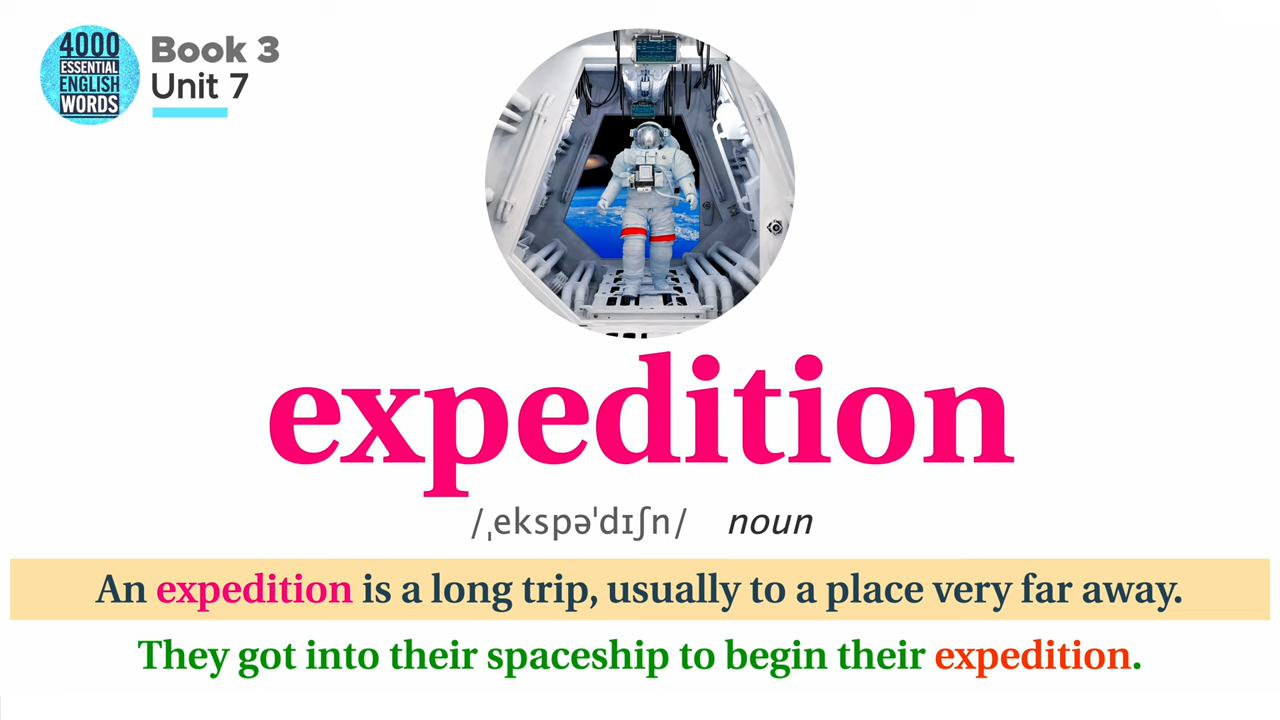 4000
ESSENTIAL
ENGLISH
WORDS
Book 3
Unit 7
expedition
/ˌekspəˈdɪʃn/ noun
An expedition is a long trip, usually to a place very far away.
They got into their spaceship to begin their expedition.